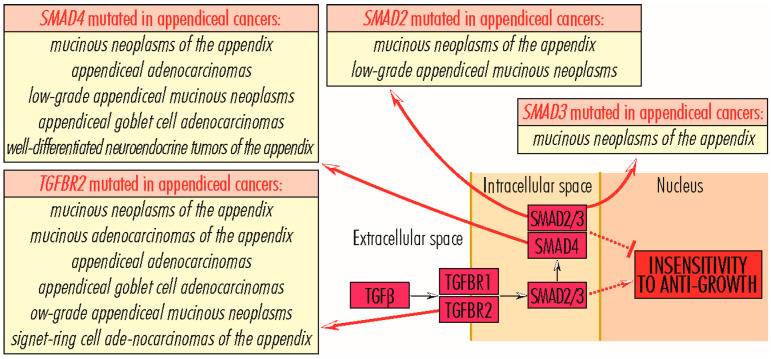 SMAD4 mutated in appendiceal cancers:
mucinous neoplasms of the appendix
appendiceal adenocarcinomas
low-grade appendiceal mucinous neoplasms
appendiceal goblet cell adenocarcinomas
well-differentiated neuroendocrine tumors of the appendix
SMAD2 mutated in appendiceal cancers:
mucinous neoplasms of the appendix
low-grade appendiceal mucinous neoplasms
SMAD3 mutated in appendiceal cancers:
mucinous neoplasms of the appendix
TGFBR2 mutated in appendiceal cancers:
mucinous neoplasms of the appendix
mucinous adenocarcinomas of the appendix
appendiceal adenocarcinomas
appendiceal goblet cell adenocarcinomas
ow-grade appendiceal mucinous neoplasms
signet-ring cell ade-nocarcinomas of the appendix
Extracellular space
Intracellular space
Nucleus
TGFβ
TGFBR1
TGFBR2
SMAD2/3
SMAD4
SMAD2/3
INSENSITIVITY
TO ANTI-GROWTH